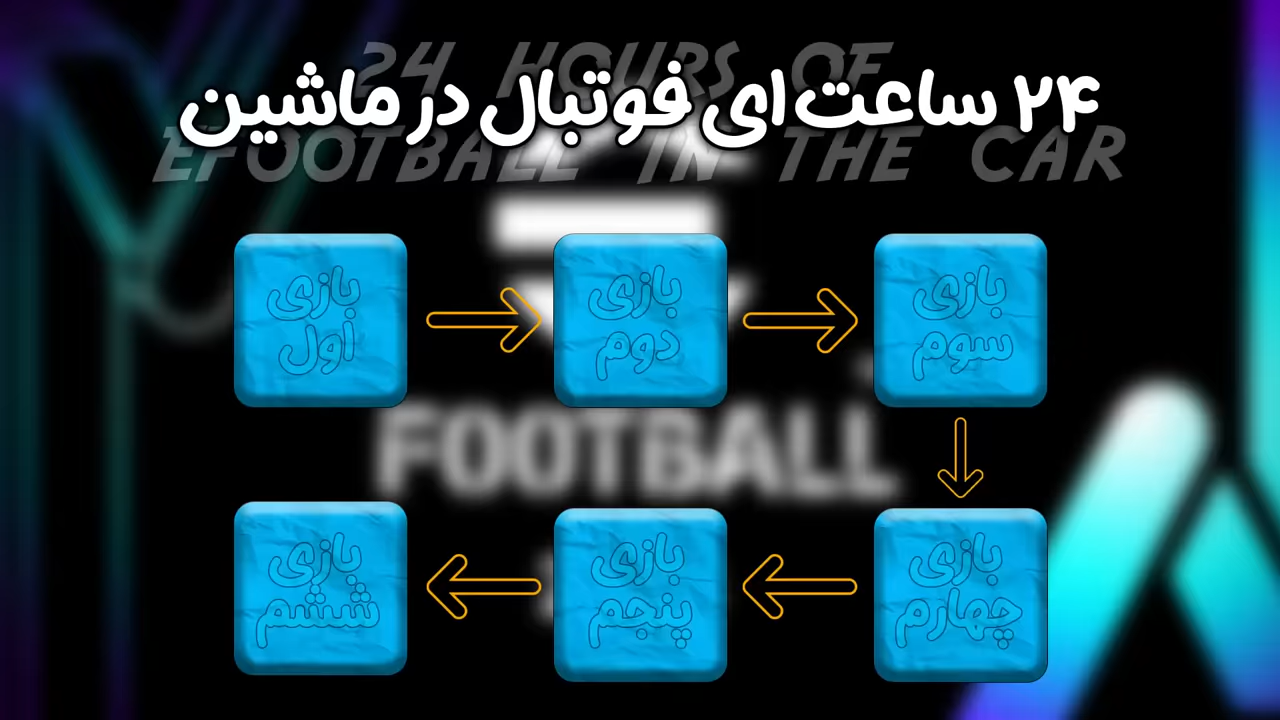 24 HOURS OF
EFOOTBALL IN THE CAR
۲۴ ساعت ای فوتبال در ماشین
بازی
اول
بازی
دوم
بازی
سوم
FOOTBALL
بازی
چهارم
بازی
پنجم
بازی
ششم